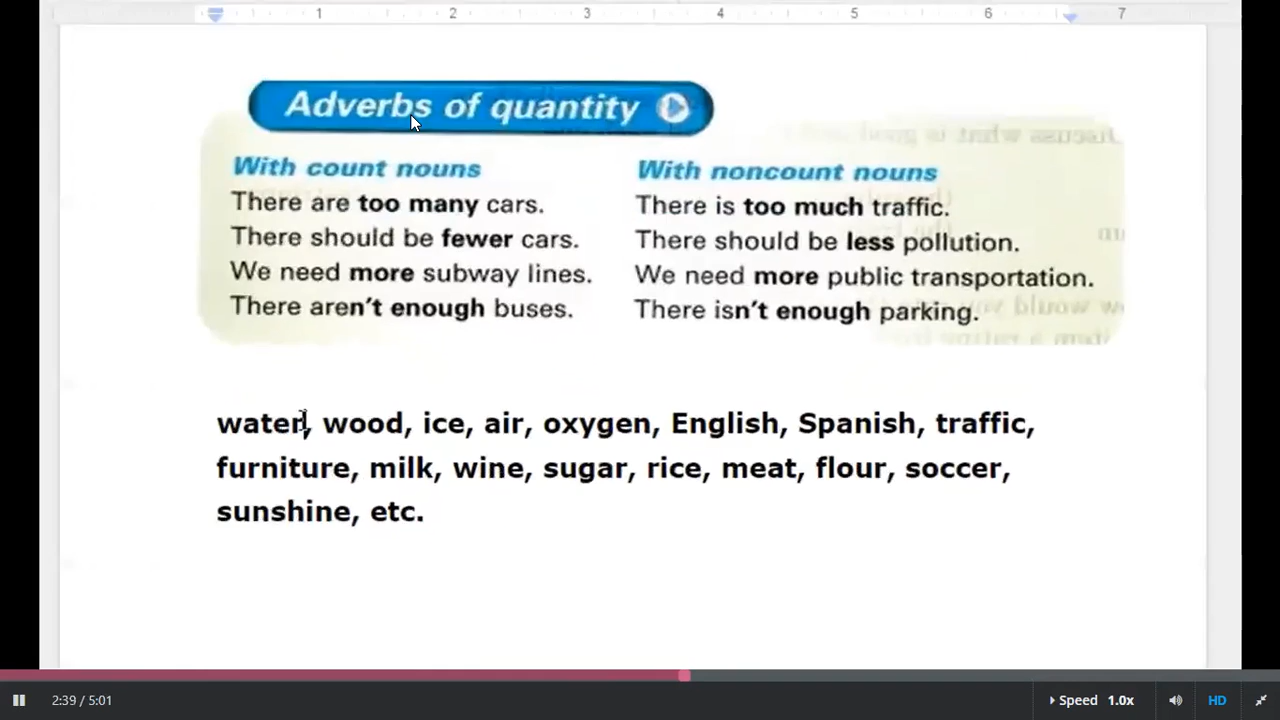 1 2 3 4 5 6 7
Adverbs of quantity
With count nouns
There are too many cars.
There should be fewer cars.
We need more subway lines.
There aren't enough buses.
With noncount nouns
There is too much traffic.
There should be less pollution.
We need more public transportation.
There isn't enough parking.
water, wood, ice, air, oxygen, English, Spanish, traffic,
furniture, milk, wine, sugar, rice, meat, flour, soccer,
sunshine, etc.
2:39 / 5:01
Speed 1.0x
HD